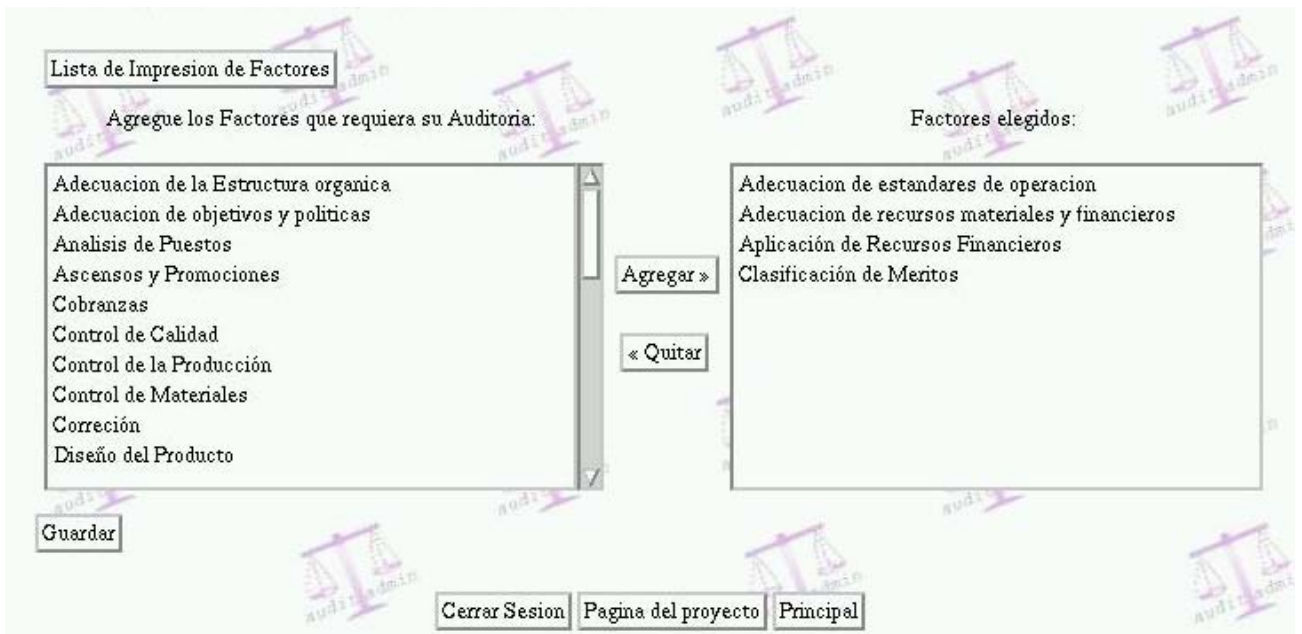 Lista de Impresion de Factores
Agregue los Factores que requiera su Auditoria:
Factores elegidos:
Adecuacion de la Estructura organica
Adecuacion de objetivos y politicas
Analisis de Puestos
Ascensos y Promociones
Cobranzas
Control de Calidad
Control de la Producción
Control de Materiales
Correción
Diseño del Producto
Agregar »
« Quitar
Adecuacion de estandares de operacion
Adecuacion de recursos materiales y financieros
Aplicación de Recursos Financieros
Clasificación de Meritos
Guardar
Cerrar Sesion
Pagina del proyecto
Principal